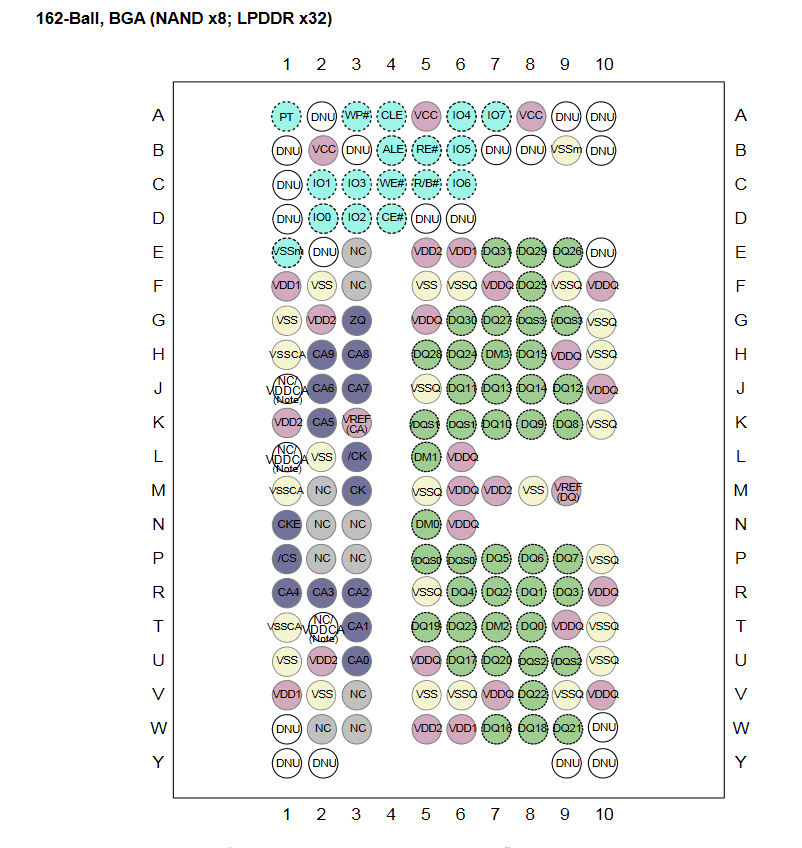 162-Ball, BGA (NAND x8; LPDDR x32)
1 2 3 4 5 6 7 8 9 10
A PT DNU WP# CLE VCC IO4 IO7 VCC DNU DNU A
B DNU VCC DNU ALE RE# IO5 DNU DNU VSSm DNU B
C DNU IO1 IO3 WE# R/B# IO6 C
D DNU IO0 IO2 CE# DNU DNU D
E VSSm DNU NC VDD2 VDD1 DQ31 DQ29 DQ26 DNU E
F VDD1 VSS NC VSS VSSQ VDDQ DQ25 VSSQ VDDQ F
G VSS VDD2 ZQ VDDQ DQ30 DQ27 DQS3 /DQS3 VSSQ G
H VSSCA CA9 CA8 DQ28 DQ24 DM3 DQ15 VDDQ VSSQ H
J NC/VDDCA (Note) CA6 CA7 VSSQ DQ11 DQ13 DQ14 DQ12 VDDQ J
K VDD2 CA5 VREF (CA) /DQS1 DQS1 DQ10 DQ9 DQ8 VSSQ K
L NC/VDDCA (Note) VSS /CK DM1 VDDQ L
M VSSCA NC CK VSSQ VDDQ VDD2 VSS VREF (DQ) M
N CKE NC NC DM0 VDDQ N
P /CS NC NC /DQS0 DQS0 DQ5 DQ6 DQ7 VSSQ P
R CA4 CA3 CA2 VSSQ DQ4 DQ2 DQ1 DQ3 VDDQ R
T VSSCA NC/VDDCA (Note) CA1 DQ19 DQ23 DM2 DQ0 VDDQ VSSQ T
U VSS VDD2 CA0 VDDQ DQ17 DQ20 DQS2 /DQS2 VSSQ U
V VDD1 VSS NC VSS VSSQ VDDQ DQ22 VSSQ VDDQ V
W DNU NC NC VDD2 VDD1 DQ16 DQ18 DQ21 DNU W
Y DNU DNU DNU DNU Y
1 2 3 4 5 6 7 8 9 10